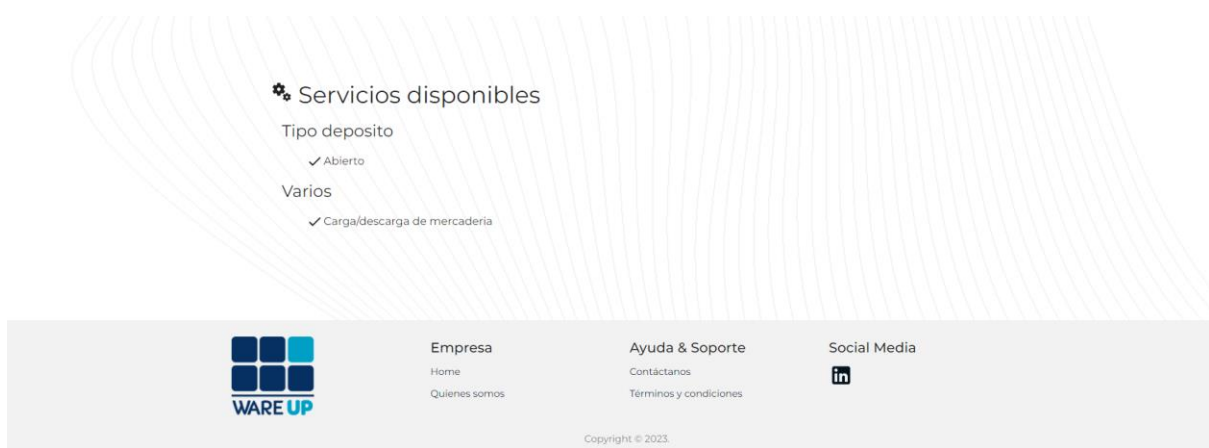 Servicios disponibles
Tipo deposito
Abierto
Varios
Carga/descarga de mercaderia
WARE UP
Empresa
Home
Quienes somos
Ayuda & Soporte
Contáctanos
Términos y condiciones
Social Media
in
Copyright © 2023.